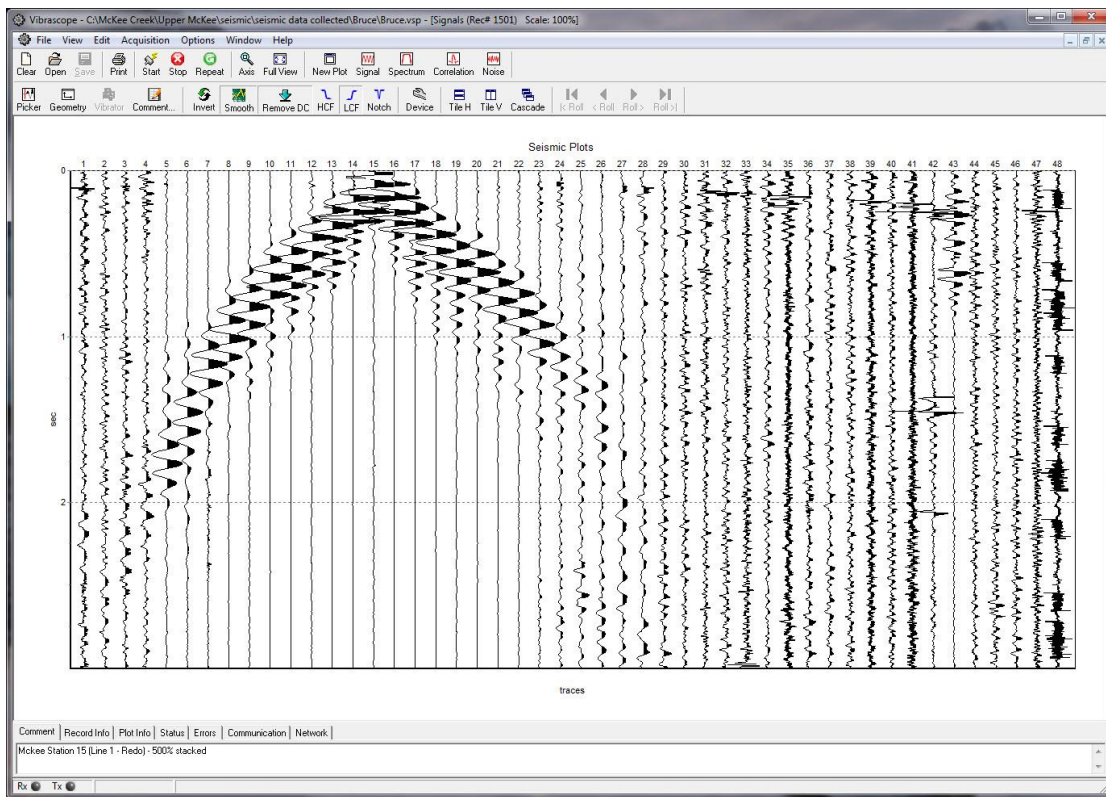 Vibrascope - C:\McKee Creek\Upper McKee\seismic\seismic data collected\Bruce\Bruce.vsp - [Signals (Rec# 1501) Scale: 100%]
File View Edit Acquisition Options Window Help
Clear Open Save Print Start Stop Repeat Axis Full View New Plot Signal Spectrum Correlation Noise
Picker Geometry Vibrator Comment... Invert Smooth Remove DC HCF LCF Notch Device Tile H Tile V Cascade |< Roll < Roll Roll > Roll >|
Seismic Plots
1 2 3 4 5 6 7 8 9 10 11 12 13 14 15 16 17 18 19 20 21 22 23 24 25 26 27 28 29 30 31 32 33 34 35 36 37 38 39 40 41 42 43 44 45 46 47 48
0
1
sec
2
traces
Comment Record Info Plot Info Status Errors Communication Network
Mckee Station 15 (Line 1 - Redo) - 500% stacked
Rx Tx